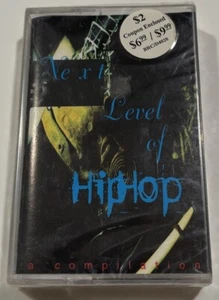 $2
Coupon Enclosed
$6.99 / $9.99
Next
Level
of
HipHop
a compilation